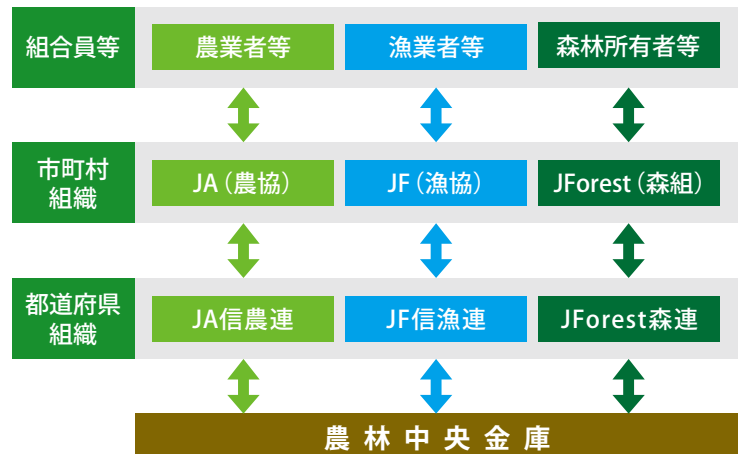 組合員等
農業者等
漁業者等
森林所有者等
市町村
組織
JA（農協）
JF（漁協）
JForest（森組）
都道府県
組織
JA信農連
JF信漁連
JForest森連
農林中央金庫